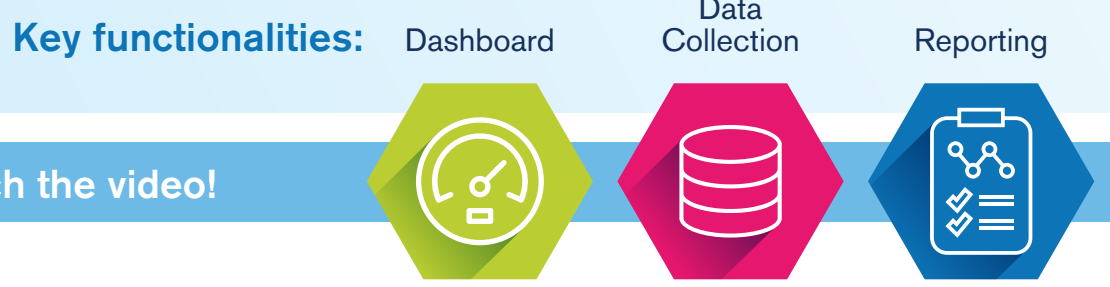 Key functionalities:
Dashboard
Data
Collection
Reporting
the video!